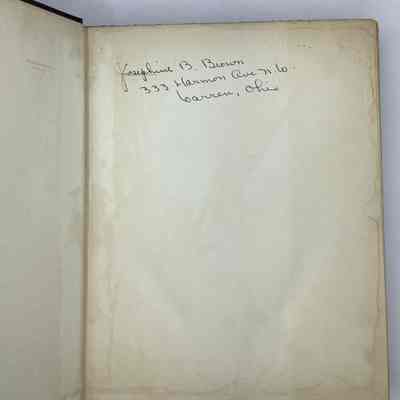 Josephine B. Brown
333 Harmon Ave N W.
Warren, Ohio